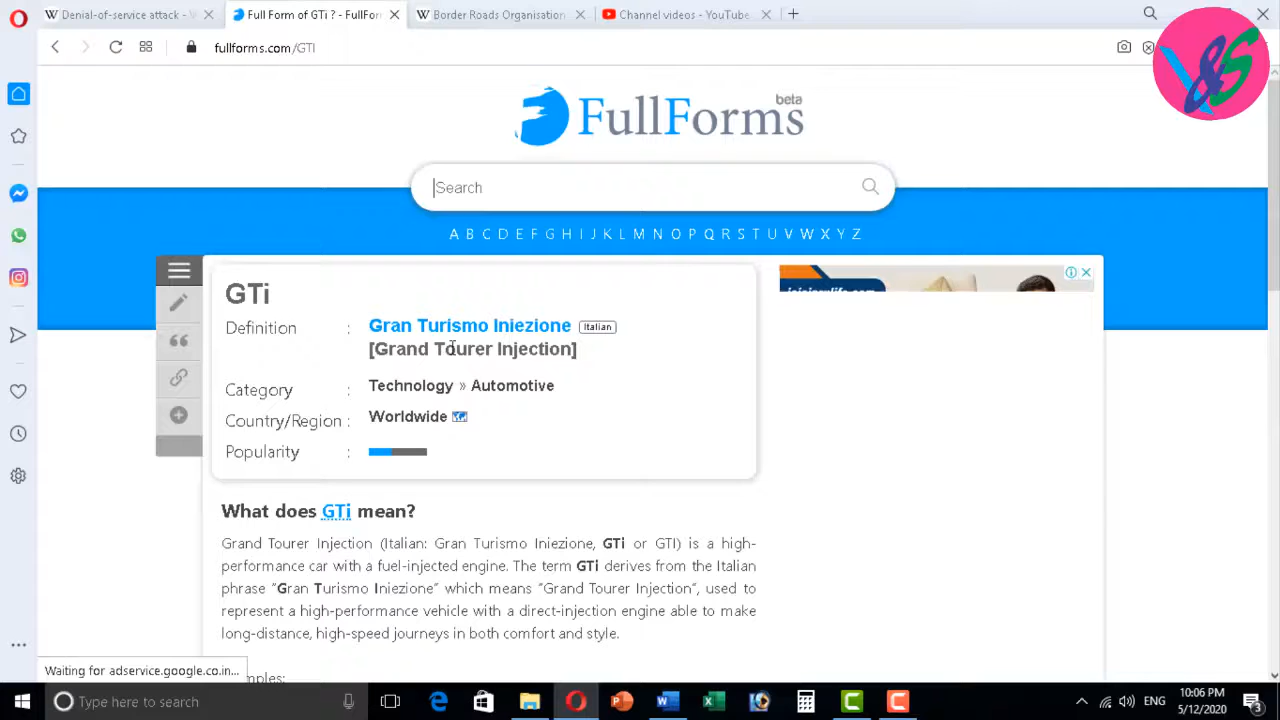 Denial-of-service attack - W
Full Form of GTi ? - FullForm
Border Roads Organisation
Channel videos - YouTube
fullforms.com/GTI
FullForms
beta
Search
A B C D E F G H I J K L M N O P Q R S T U V W X Y Z
GTi
Definition : Gran Turismo Iniezione Italian
[Grand Tourer Injection]
Category : Technology » Automotive
Country/Region : Worldwide
Popularity :
What does GTi mean?
Grand Tourer Injection (Italian: Gran Turismo Iniezione, GTi or GTI) is a high-
performance car with a fuel-injected engine. The term GTi derives from the Italian
phrase "Gran Turismo Iniezione" which means "Grand Tourer Injection", used to
represent a high-performance vehicle with a direct-injection engine able to make
long-distance, high-speed journeys in both comfort and style.
Waiting for adservice.google.co.in...
mples:
Type here to search
ENG
10:06 PM
5/12/2020
3